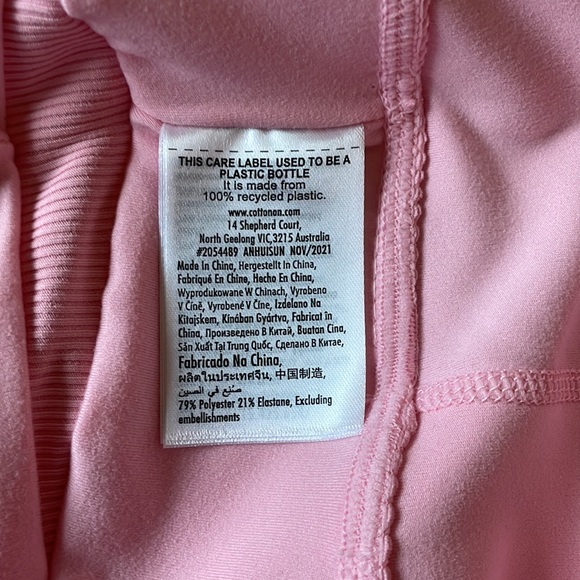 THIS CARE LABEL USED TO BE A
PLASTIC BOTTLE
It is made from
100% recycled plastic.
www.cottonon.com
14 Shepherd Court,
North Geelong VIC,3215 Australia
#2054489 ANHUISUN NOV/2021
Made In China, Hergestellt In China,
Fabriqué En Chine, Hecho En China,
Wyprodukowane W Chinach, Vyrobeno
V Číně, Vyrobené V Číne, Izdelano Na
Kitajskem, Kínában Gyártva, Fabricat în
China, Произведено В Китай, Buatan Cina,
Sản Xuất Tại Trung Quốc, Сделано В Китае,
Fabricado Na China,
ผลิตในประเทศจีน, 中国制造,
صنع في الصين
79% Polyester 21% Elastane, Excluding
embellishments